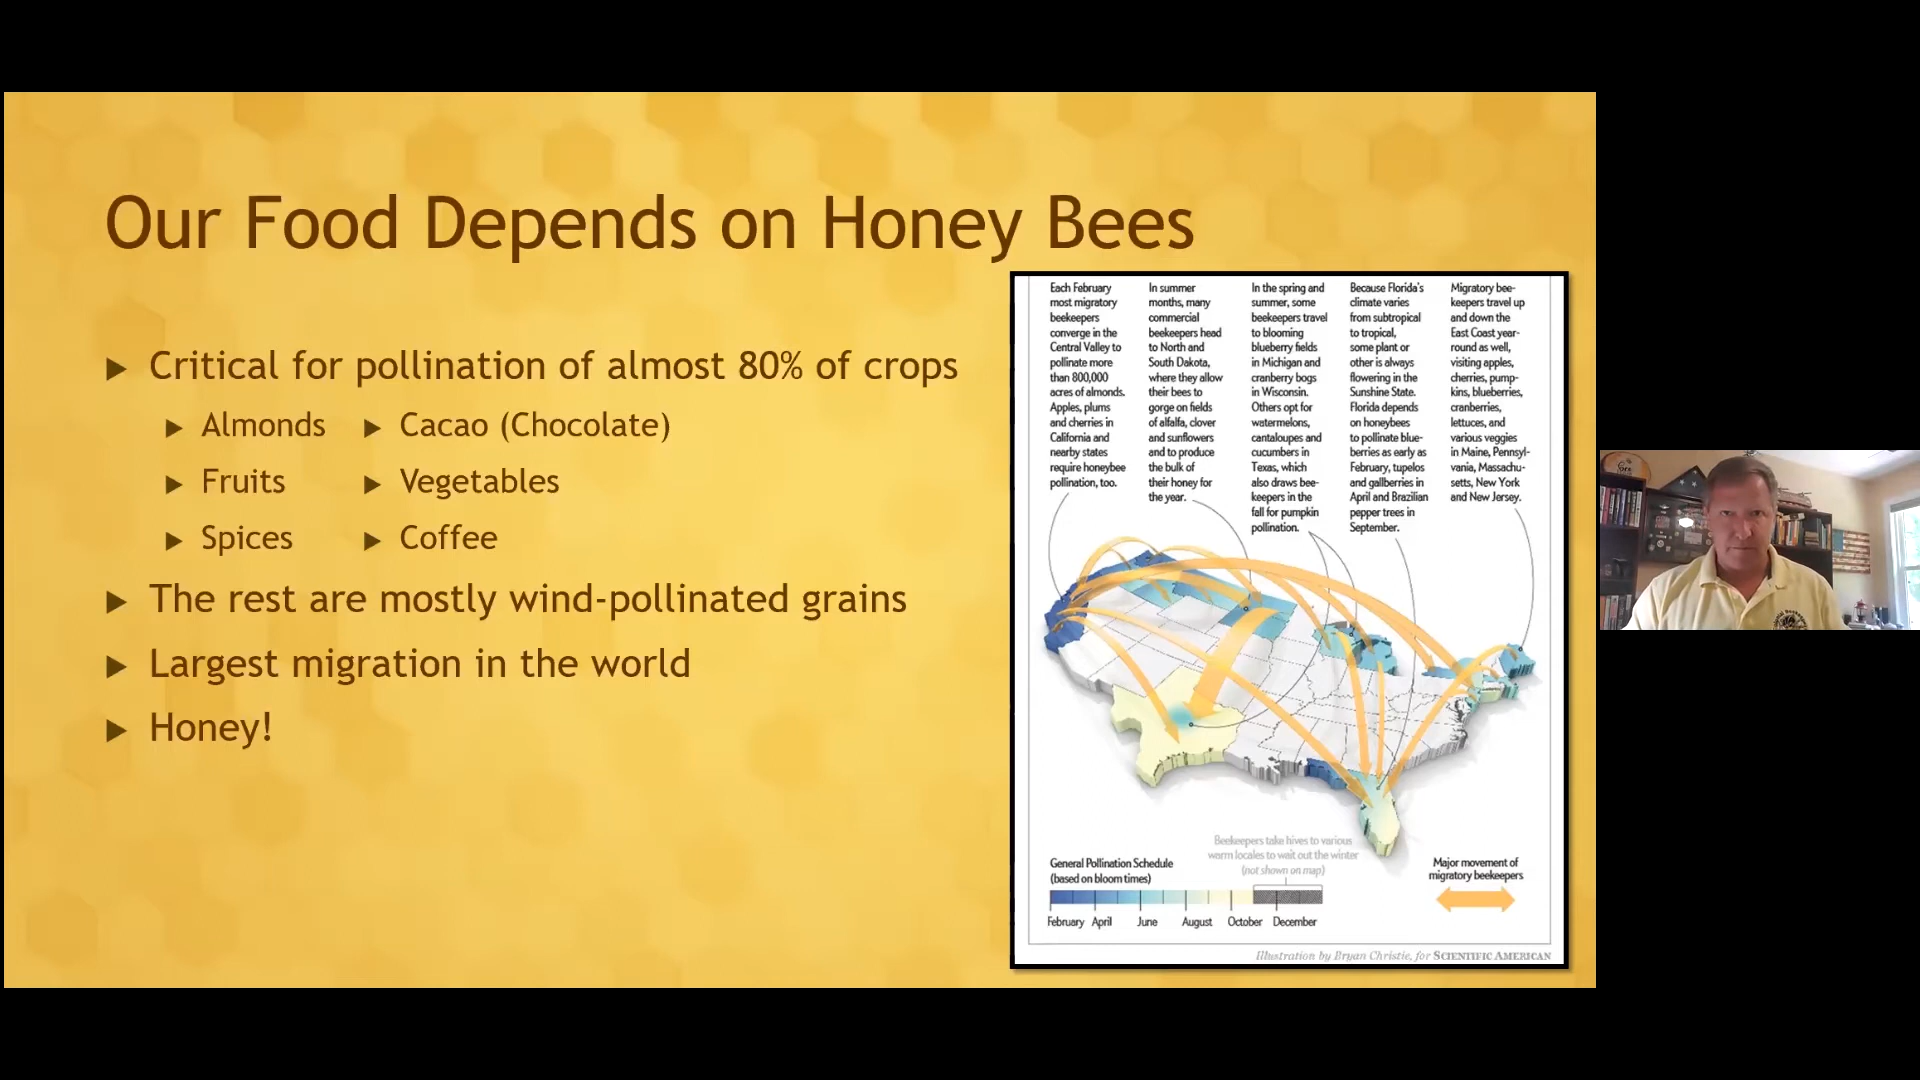 Our Food Depends on Honey Bees
Critical for pollination of almost 80% of crops
Almonds
Cacao (Chocolate)
Fruits
Vegetables
Spices
Coffee
The rest are mostly wind-pollinated grains
Largest migration in the world
Honey!
Each February
most migratory
beekeepers
converge in the
Central Valley to
pollinate more
than 800,000
acres of almonds.
Apples, plums
and cherries in
California and
nearby states
require honeybee
pollination, too.
In summer
months, many
commercial
beekeepers head
to North and
South Dakota,
where they allow
their bees to
gorge on fields
of alfalfa, clover
and sunflowers
and to produce
the bulk of
their honey for
the year.
In the spring and
summer, some
beekeepers travel
to blooming
blueberry fields
in Michigan and
cranberry bogs
in Wisconsin.
Others opt for
watermelons,
cantaloupes and
cucumbers in
Texas, which
also draws bee-
keepers in the
fall for pumpkin
pollination.
Because Florida's
climate varies
from subtropical
to tropical,
some plant or
other is always
flowering in the
Sunshine State.
Florida depends
on honeybees
to pollinate blue-
berries as early as
February, tupelos
and gallberries in
April and Brazilian
pepper trees in
September.
Migratory bee-
keepers travel up
and down the
East Coast year-
round as well,
visiting apples,
cherries, pump-
kins, blueberries,
cranberries,
lettuces, and
various veggies
in Maine, Pennsyl-
vania, Massachu-
setts, New York
and New Jersey.
Beekeepers take hives to various
warm locales to wait out the winter
(not shown on map)
General Pollination Schedule
(based on bloom times)
February April June August October December
Major movement of
migratory beekeepers
Illustration by Bryan Christie, for SCIENTIFIC AMERICAN